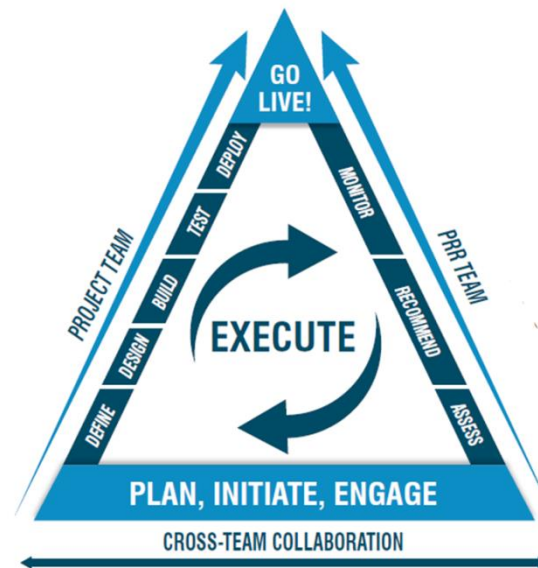 GO
LIVE!
PROJECT TEAM
DEPLOY
TEST
BUILD
DESIGN
DEFINE
EXECUTE
MONITOR
RECOMMEND
ASSESS
PRR TEAM
PLAN, INITIATE, ENGAGE
CROSS-TEAM COLLABORATION